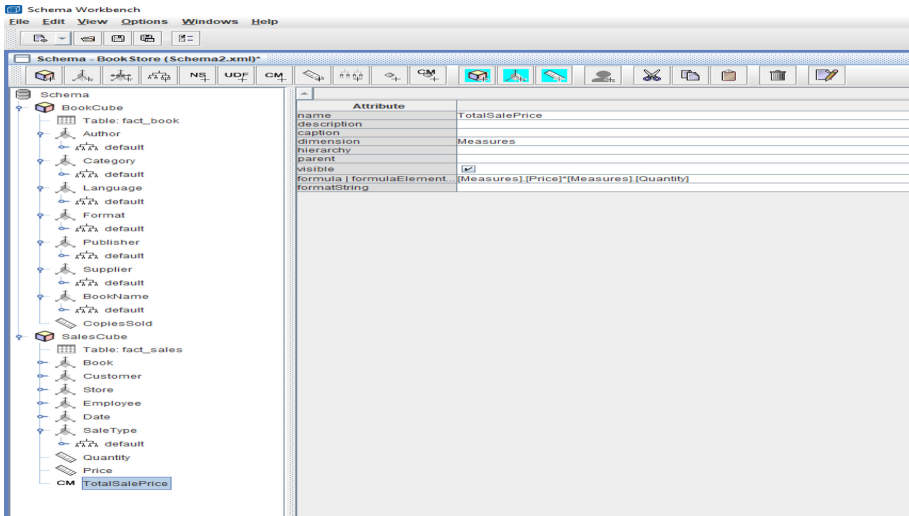 Schema Workbench
File Edit View Options Windows Help
Schema - BookStore (Schema2.xml)*
NS UDF CM CM
Schema
BookCube
Table: fact_book
Author
default
Category
default
Language
default
Format
default
Publisher
default
Supplier
default
BookName
default
CopiesSold
SalesCube
Table: fact_sales
Book
Customer
Store
Employee
Date
SaleType
default
Quantity
Price
CM TotalSalePrice
Attribute
name TotalSalePrice
description
caption
dimension Measures
hierarchy
parent
visible
formula | formulaElement... [Measures].[Price]*[Measures].[Quantity]
formatString